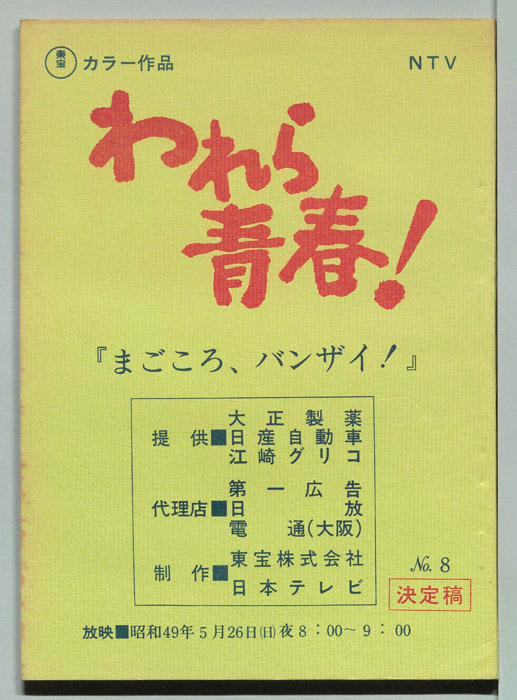 東宝 カラー作品 NTV
われら
青春!
『まごころ、バンザイ!』
大正製薬
提供■日産自動車
江崎グリコ
第一広告
代理店■日放
電通(大阪)
東宝株式会社
制作■
日本テレビ
No. 8
決定稿
放映■昭和49年5月26日(日)夜8:00~9:00